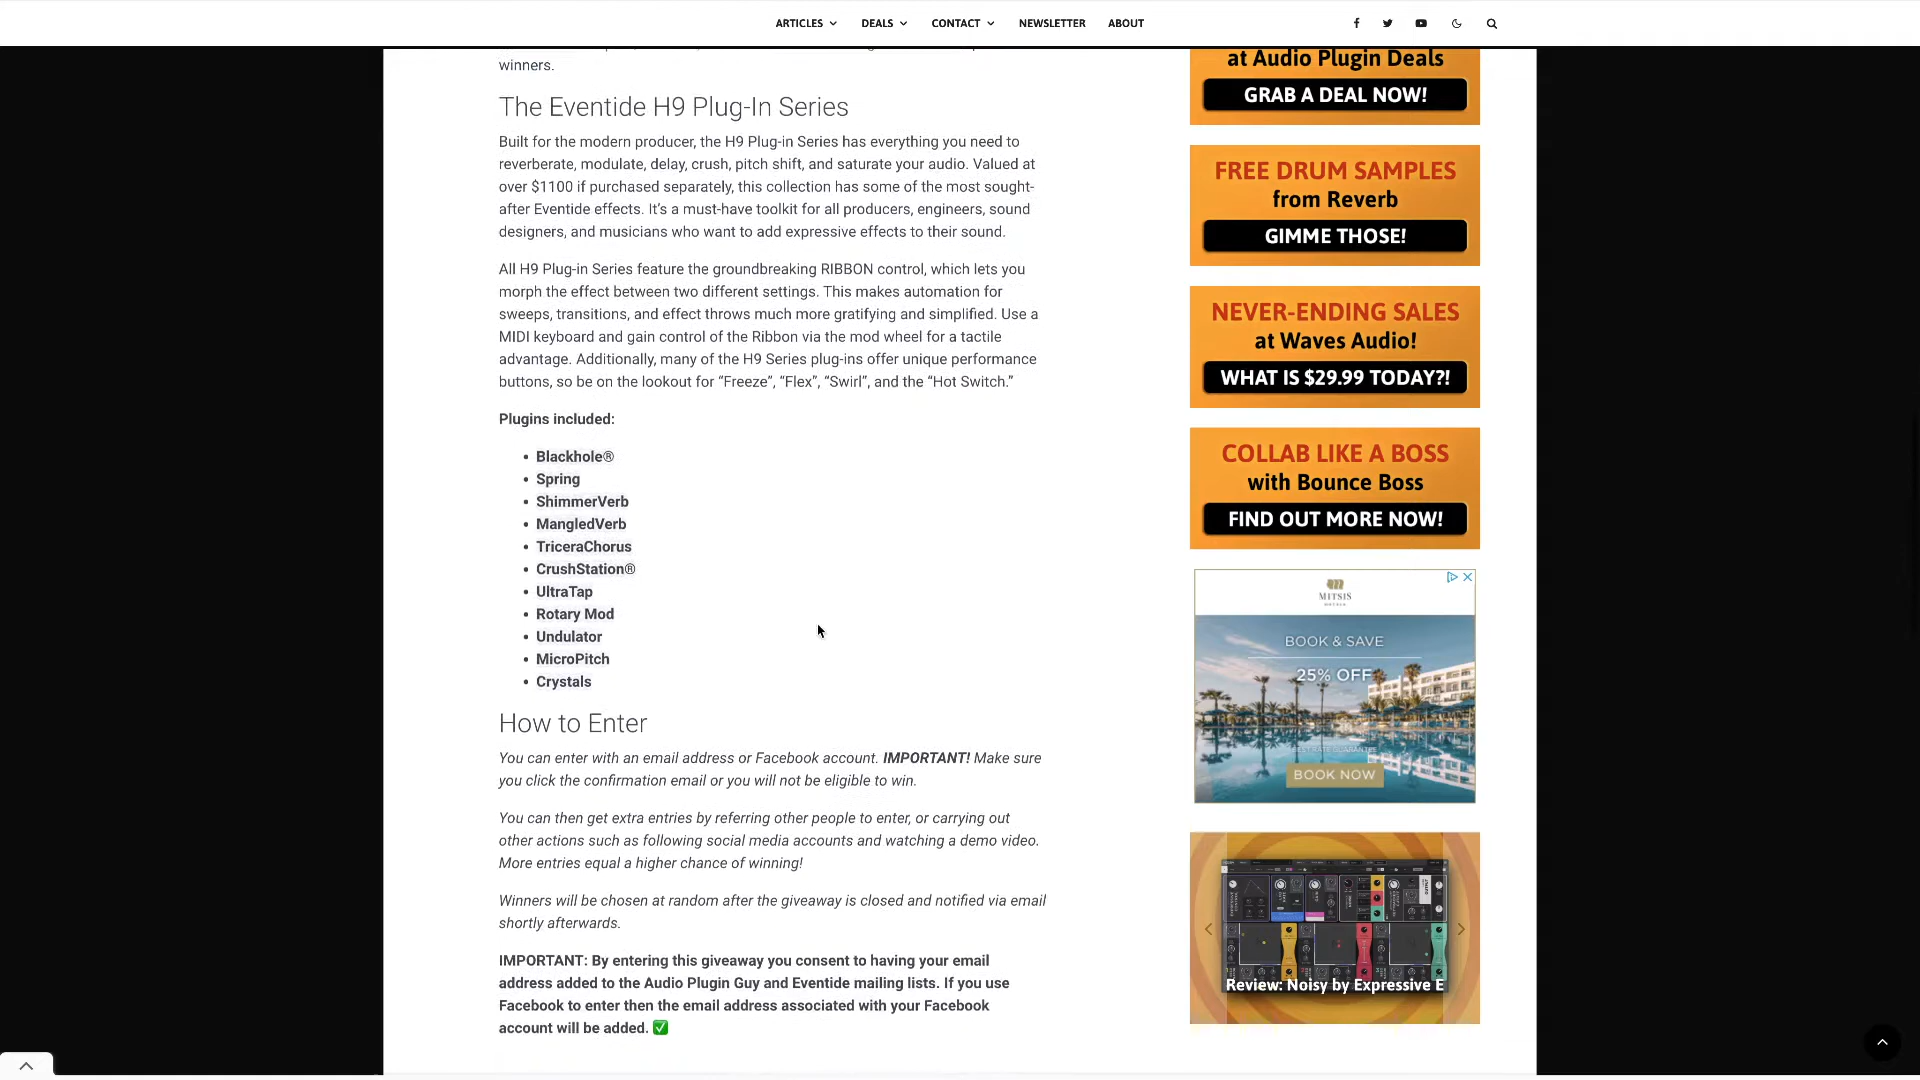 ARTICLES
DEALS
CONTACT
NEWSLETTER
ABOUT
winners.
The Eventide H9 Plug-In Series
Built for the modern producer, the H9 Plug-in Series has everything you need to
reverberate, modulate, delay, crush, pitch shift, and saturate your audio. Valued at
over $1100 if purchased separately, this collection has some of the most sought-
after Eventide effects. It’s a must-have toolkit for all producers, engineers, sound
designers, and musicians who want to add expressive effects to their sound.
All H9 Plug-in Series feature the groundbreaking RIBBON control, which lets you
morph the effect between two different settings. This makes automation for
sweeps, transitions, and effect throws much more gratifying and simplified. Use a
MIDI keyboard and gain control of the Ribbon via the mod wheel for a tactile
advantage. Additionally, many of the H9 Series plug-ins offer unique performance
buttons, so be on the lookout for “Freeze”, “Flex”, “Swirl”, and the “Hot Switch.”
Plugins included:
• Blackhole®
• Spring
• ShimmerVerb
• MangledVerb
• TriceraChorus
• CrushStation®
• UltraTap
• Rotary Mod
• Undulator
• MicroPitch
• Crystals
How to Enter
You can enter with an email address or Facebook account. IMPORTANT! Make sure
you click the confirmation email or you will not be eligible to win.
You can then get extra entries by referring other people to enter, or carrying out
other actions such as following social media accounts and watching a demo video.
More entries equal a higher chance of winning!
Winners will be chosen at random after the giveaway is closed and notified via email
shortly afterwards.
IMPORTANT: By entering this giveaway you consent to having your email
address added to the Audio Plugin Guy and Eventide mailing lists. If you use
Facebook to enter then the email address associated with your Facebook
account will be added. ✅
at Audio Plugin Deals
GRAB A DEAL NOW!
FREE DRUM SAMPLES
from Reverb
GIMME THOSE!
NEVER-ENDING SALES
at Waves Audio!
WHAT IS $29.99 TODAY?!
COLLAB LIKE A BOSS
with Bounce Boss
FIND OUT MORE NOW!
MITSIS
HOTELS
BOOK & SAVE
25% OFF
BEST RATE GUARANTEE
BOOK NOW
Review: Noisy by Expressive E